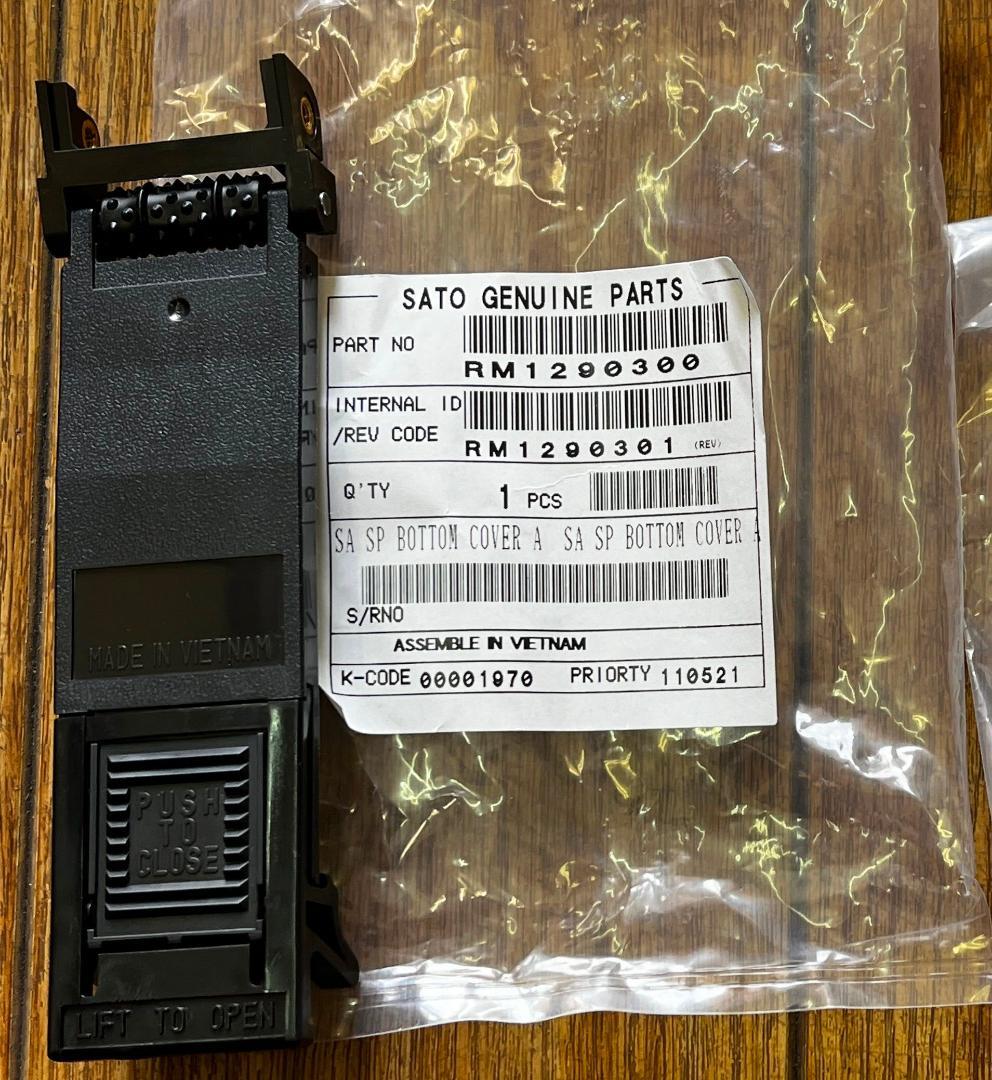 SATO GENUINE PARTS
PART NO
RM1290300
INTERNAL ID
/REV CODE
RM1290301 (REV)
Q'TY 1 PCS
SA SP BOTTOM COVER A SA SP BOTTOM COVER A
S/RNO
ASSEMBLE IN VIETNAM
K-CODE 00001970 PRIORTY 110521
A
MADE IN VIETNAM
PUSH
TO
CLOSE
LIFT TO OPEN